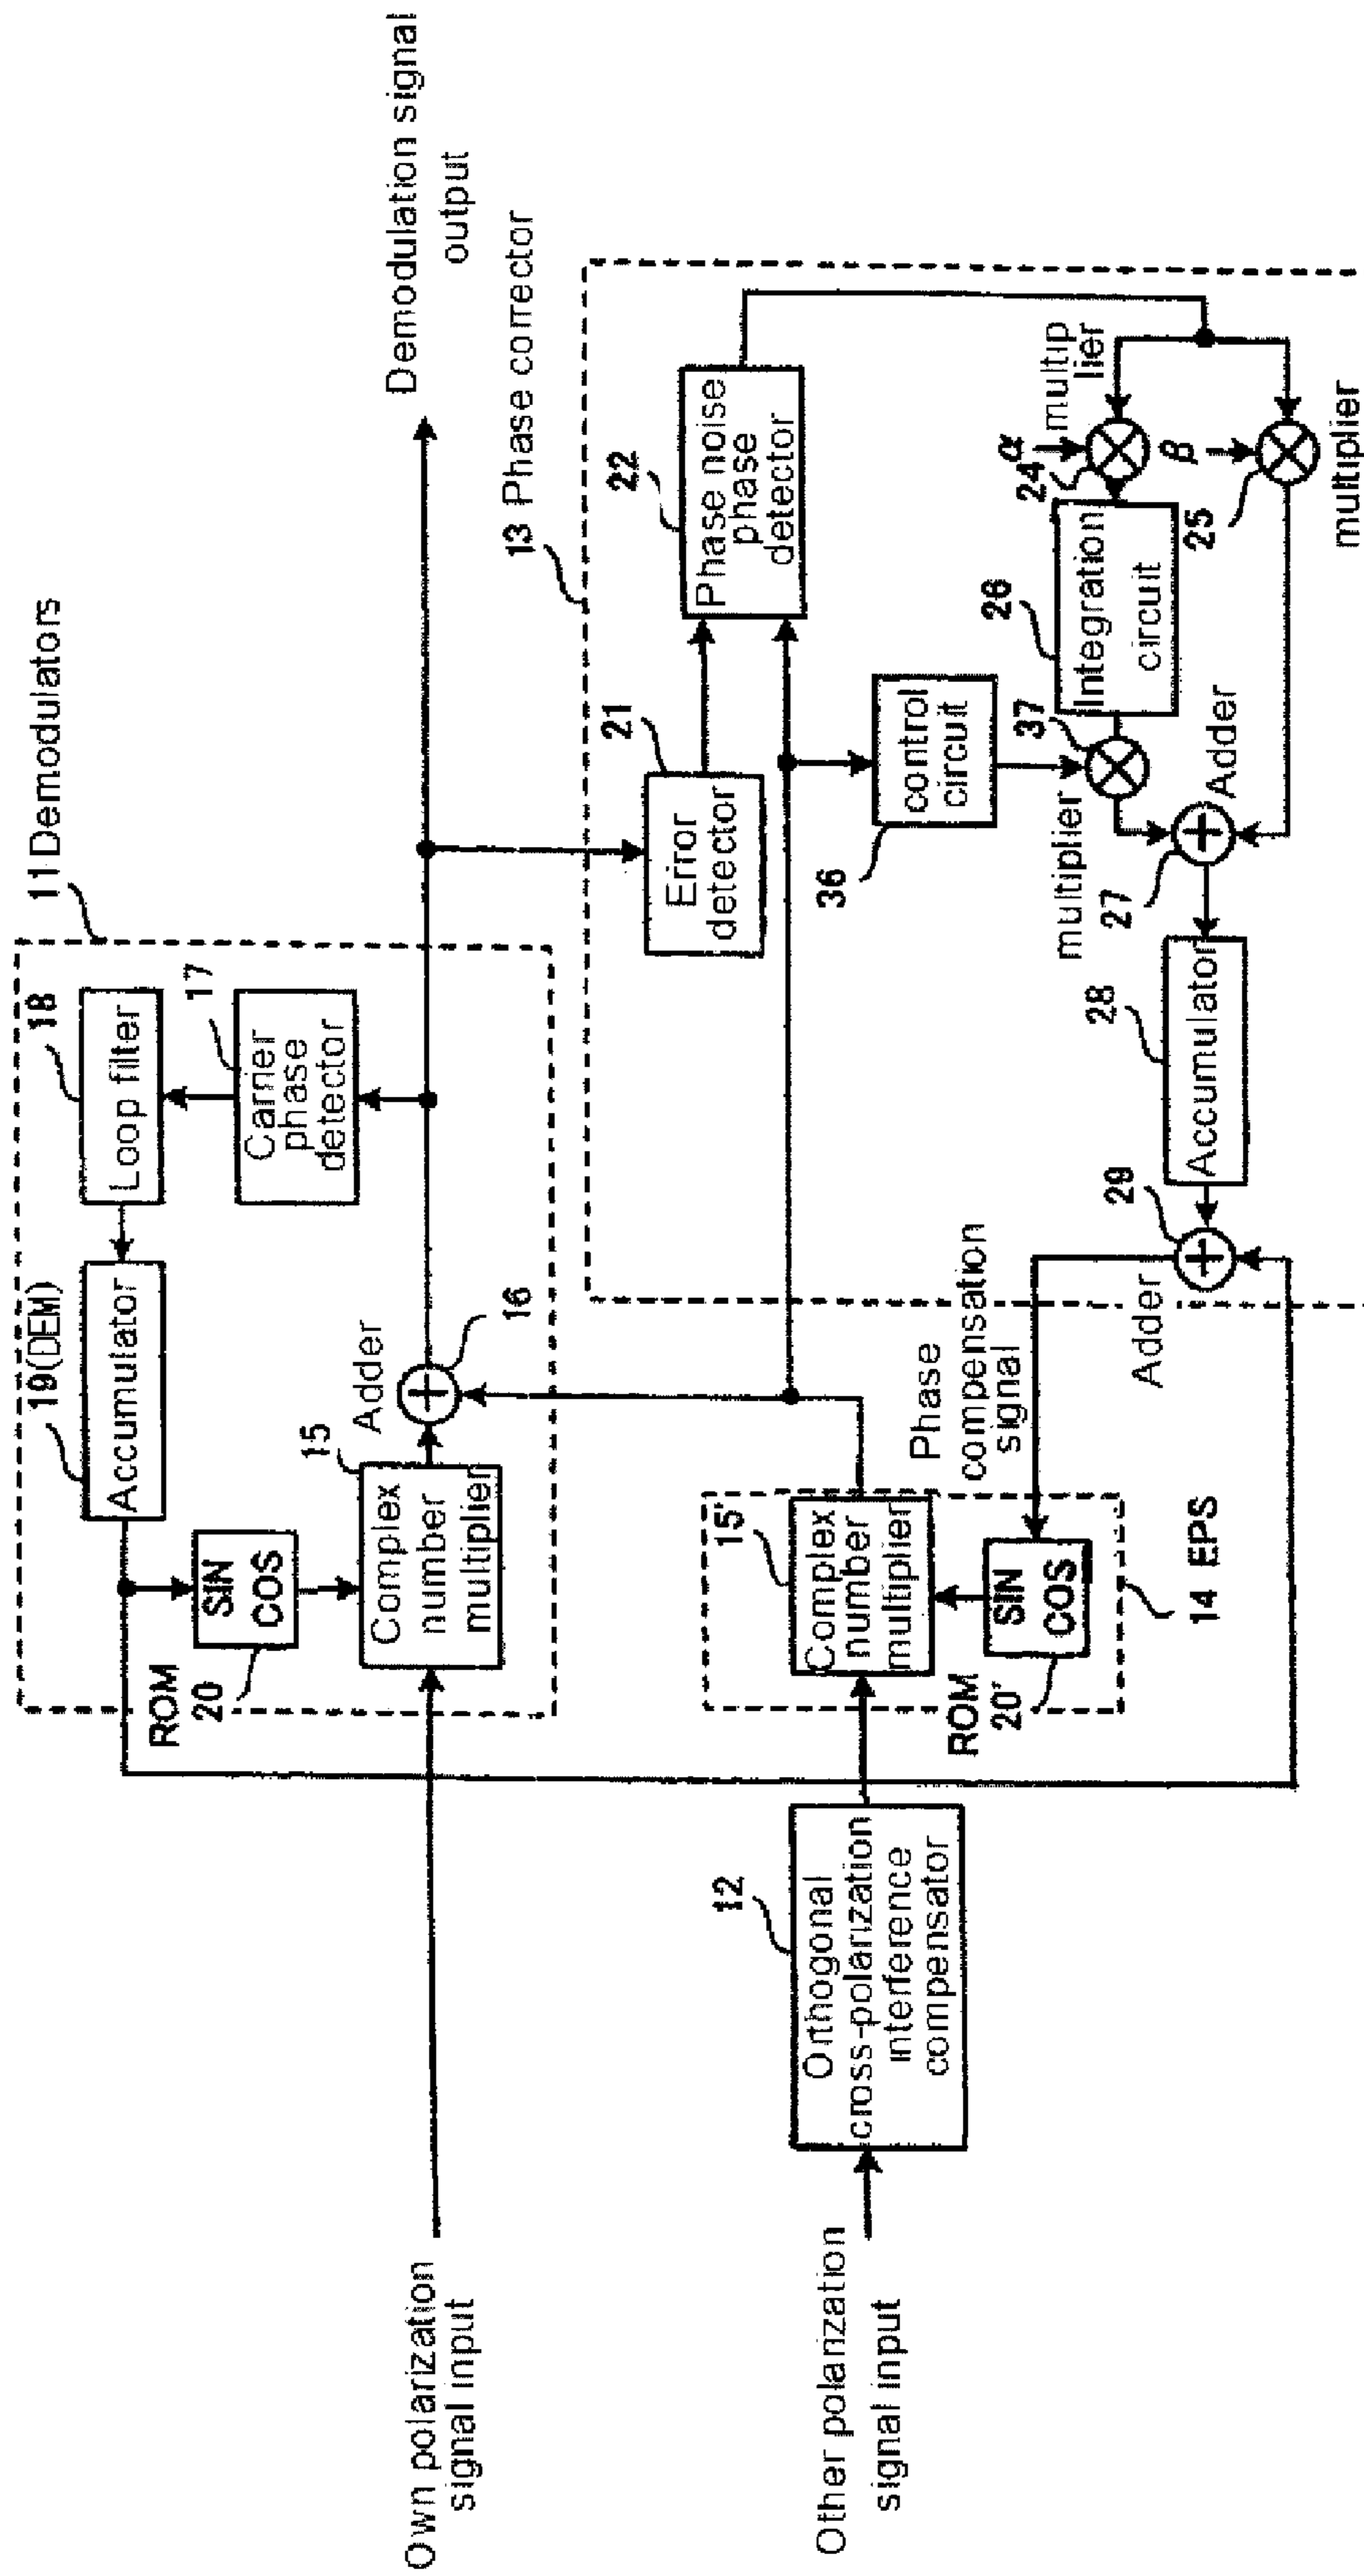 Own polarization
signal input
Other polarization
signal input
11 Demodulators
19(DEM)
Accumulator
18
Loop filter
17
Carrier
phase
detector
ROM
20
SIN
COS
15
Complex
number
multiplier
Adder
16
Demodulation signal
output
12
Orthogonal
cross-polarization
interference
compensator
15'
Complex
number
multiplier
ROM
20'
SIN
COS
14 EPS
Phase
compensation
signal
13 Phase corrector
21
Error
detector
22
Phase noise
phase
detector
36
control
circuit
37
multiplier
26
Integration
circuit
24
α
multip
lier
β
25
multiplier
27
Adder
28
Accumulator
29
Adder